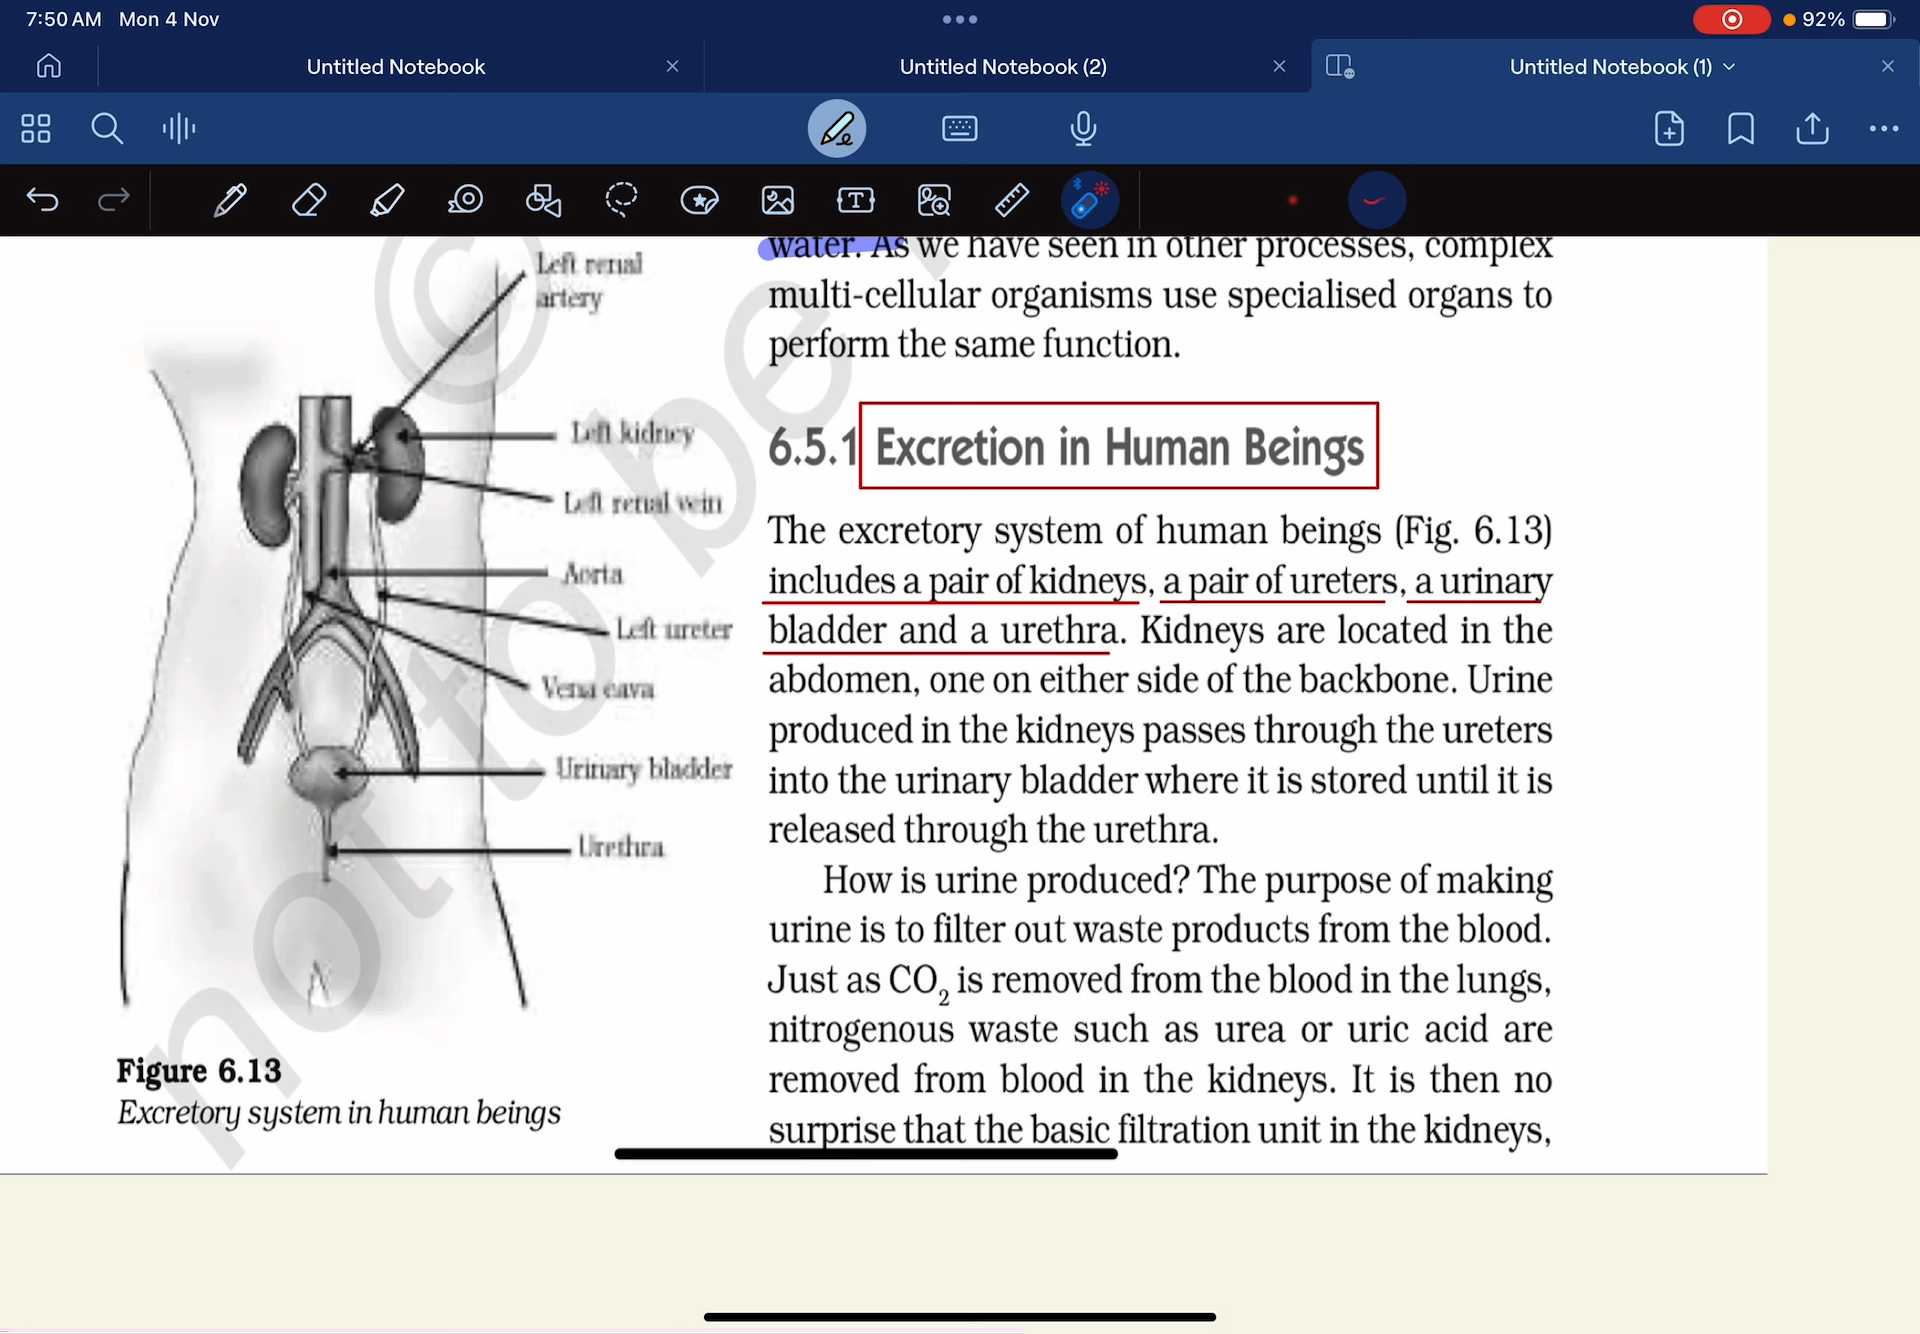 7:50 AM Mon 4 Nov
92%
Untitled Notebook
Untitled Notebook (2)
Untitled Notebook (1)
Left renal
artery
Left kidney
Left renal vein
Aorta
Left ureter
Vena cava
Urinary bladder
Urethra
Figure 6.13
Excretory system in human beings
water. As we have seen in other processes, complex
multi-cellular organisms use specialised organs to
perform the same function.
6.5.1 Excretion in Human Beings
The excretory system of human beings (Fig. 6.13)
includes a pair of kidneys, a pair of ureters, a urinary
bladder and a urethra. Kidneys are located in the
abdomen, one on either side of the backbone. Urine
produced in the kidneys passes through the ureters
into the urinary bladder where it is stored until it is
released through the urethra.
How is urine produced? The purpose of making
urine is to filter out waste products from the blood.
Just as CO₂ is removed from the blood in the lungs,
nitrogenous waste such as urea or uric acid are
removed from blood in the kidneys. It is then no
surprise that the basic filtration unit in the kidneys,
© not to be